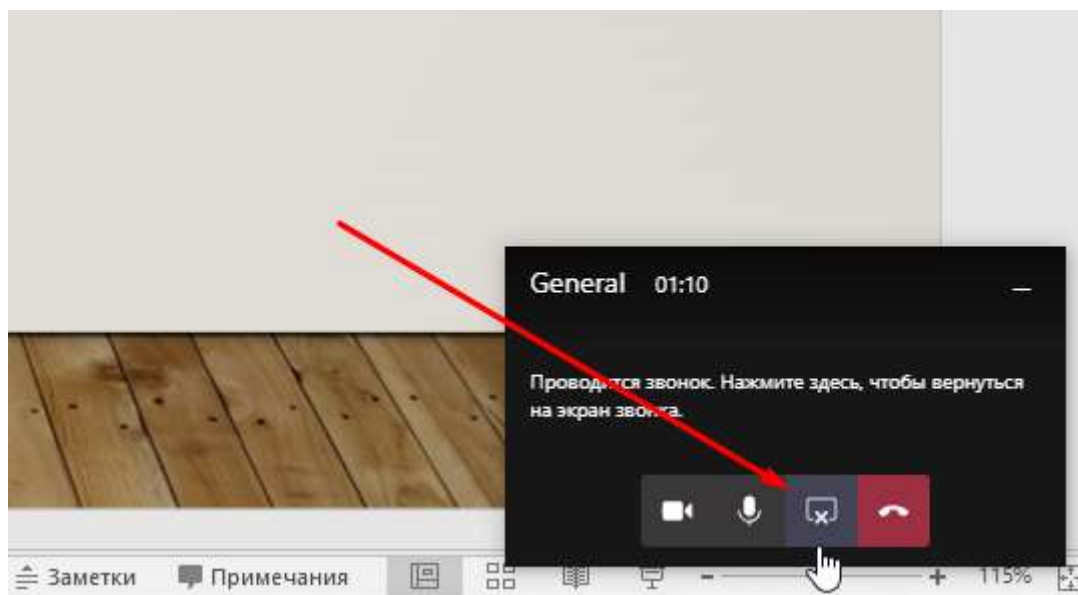 General 01:10
Проводится звонок. Нажмите здесь, чтобы вернуться
на экран звонка.
Заметки Примечания 115%